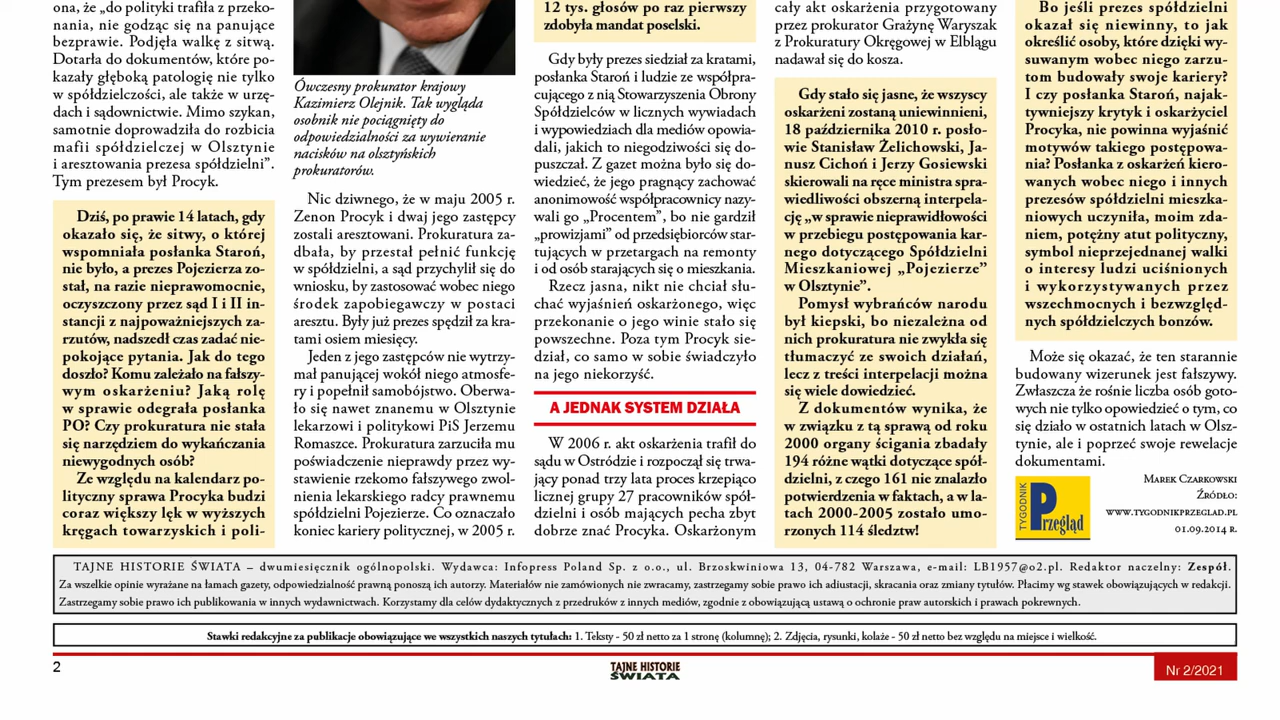 ona, że „do polityki trafiła z przeko-
nania, nie godząc się na panujące
bezprawie. Podjęła walkę z sitwą.
Dotarła do dokumentów, które po-
kazały głęboką patologię nie tylko
w spółdzielczości, ale także w urzę-
dach i sądownictwie. Mimo szykan,
samotnie doprowadziła do rozbicia
mafii spółdzielczej w Olsztynie
i aresztowania prezesa spółdzielni”.
Tym prezesem był Procyk.
Dziś, po prawie 14 latach, gdy
okazało się, że sitwy, o której
wspomniała posłanka Staroń,
nie było, a prezes Pojezierza zo-
stał, na razie nieprawomocnie,
oczyszczony przez sąd I i II in-
stancji z najpoważniejszych za-
rzutów, nadszedł czas zadać nie-
pokojące pytania. Jak do tego
doszło? Komu zależało na fałszy-
wym oskarżeniu? Jaką rolę
w sprawie odegrała posłanka
PO? Czy prokuratura nie stała
się narzędziem do wykańczania
niewygodnych osób?
Ze względu na kalendarz po-
lityczny sprawa Procyka budzi
coraz większy lęk w wyższych
kręgach towarzyskich i poli-
Ówczesny prokurator krajowy
Kazimierz Olejnik. Tak wygląda
osobnik nie pociągnięty do
odpowiedzialności za wywieranie
nacisków na olsztyńskich
prokuratorów.
Nic dziwnego, że w maju 2005 r.
Zenon Procyk i dwaj jego zastępcy
zostali aresztowani. Prokuratura za-
dbała, by przestał pełnić funkcję
w spółdzielni, a sąd przychylił się do
wniosku, by zastosować wobec niego
środek zapobiegawczy w postaci
aresztu. Były już prezes spędził za kra-
tami osiem miesięcy.
Jeden z jego zastępców nie wytrzy-
mał panującej wokół niego atmosfe-
ry i popełnił samobójstwo. Oberwa-
ło się nawet znanemu w Olsztynie
lekarzowi i politykowi PiS Jerzemu
Romaszce. Prokuratura zarzuciła mu
poświadczenie nieprawdy przez wy-
stawienie rzekomo fałszywego zwol-
nienia lekarskiego radcy prawnemu
spółdzielni Pojezierze. Co oznaczało
koniec kariery politycznej, w 2005 r.
12 tys. głosów po raz pierwszy
zdobyła mandat poselski.
Gdy były prezes siedział za kratami,
posłanka Staroń i ludzie ze współpra-
cującego z nią Stowarzyszenia Obrony
Spółdzielców w licznych wywiadach
i wypowiedziach dla mediów opowia-
dali, jakich to niegodziwości się do-
puszczał. Z gazet można było się do-
wiedzieć, że jego pragnący zachować
anonimowość współpracownicy nazy-
wali go „Procentem”, bo nie gardził
„prowizjami” od przedsiębiorców star-
tujących w przetargach na remonty
i od osób starających się o mieszkania.
Rzecz jasna, nikt nie chciał słu-
chać wyjaśnień oskarżonego, więc
przekonanie o jego winie stało się
powszechne. Poza tym Procyk sie-
dział, co samo w sobie świadczyło
na jego niekorzyść.
A JEDNAK SYSTEM DZIAŁA
W 2006 r. akt oskarżenia trafił do
sądu w Ostródzie i rozpoczął się trwa-
jący ponad trzy lata proces krzepiąco
licznej grupy 27 pracowników spół-
dzielni i osób mających pecha zbyt
dobrze znać Procyka. Oskarżonym
cały akt oskarżenia przygotowany
przez prokurator Grażynę Waryszak
z Prokuratury Okręgowej w Elblągu
nadawał się do kosza.
Gdy stało się jasne, że wszyscy
oskarżeni zostaną uniewinnieni,
18 października 2010 r. posło-
wie Stanisław Żelichowski, Ja-
nusz Cichoń i Jerzy Gosiewski
skierowali na ręce ministra spra-
wiedliwości obszerną interpela-
cję „w sprawie nieprawidłowości
w przebiegu postępowania kar-
nego dotyczącego Spółdzielni
Mieszkaniowej „Pojezierze”
w Olsztynie”.
Pomysł wybrańców narodu
był kiepski, bo niezależna od
nich prokuratura nie zwykła się
tłumaczyć ze swoich działań,
lecz z treści interpelacji można
się wiele dowiedzieć.
Z dokumentów wynika, że
w związku z tą sprawą od roku
2000 organy ścigania zbadały
194 różne wątki dotyczące spół-
dzielni, z czego 161 nie znalazło
potwierdzenia w faktach, a w la-
tach 2000-2005 zostało umo-
rzonych 114 śledztw!
Bo jeśli prezes spółdzielni
okazał się niewinny, to jak
określić osoby, które dzięki wy-
suwanym wobec niego zarzu-
tom budowały swoje kariery?
I czy posłanka Staroń, najak-
tywniejszy krytyk i oskarżyciel
Procyka, nie powinna wyjaśnić
motywów takiego postępowa-
nia? Posłanka z oskarżeń kiero-
wanych wobec niego i innych
prezesów spółdzielni mieszka-
niowych uczyniła, moim zda-
niem, potężny atut polityczny,
symbol nieprzejednanej walki
o interesy ludzi uciśnionych
i wykorzystywanych przez
wszechmocnych i bezwzględ-
nych spółdzielczych bonzów.
Może się okazać, że ten starannie
budowany wizerunek jest fałszywy.
Zwłaszcza że rośnie liczba osób goto-
wych nie tylko opowiedzieć o tym, co
się działo w ostatnich latach w Olsz-
tynie, ale i poprzeć swoje rewelacje
dokumentami.
TYGODNIK
Przegląd
Marek Czarkowski
Źródło:
www.tygodnikprzeglad.pl
01.09.2014 r.
TAJNE HISTORIE ŚWIATA – dwumiesięcznik ogólnopolski. Wydawca: Infopress Poland Sp. z o.o., ul. Brzoskwiniowa 13, 04-782 Warszawa, e-mail: LB1957@o2.pl. Redaktor naczelny: Zespół.
Za wszelkie opinie wyrażane na łamach gazety, odpowiedzialność prawną ponoszą ich autorzy. Materiałów nie zamówionych nie zwracamy, zastrzegamy sobie prawo ich adiustacji, skracania oraz zmiany tytułów. Płacimy wg stawek obowiązujących w redakcji.
Zastrzegamy sobie prawo ich publikowania w innych wydawnictwach. Korzystamy dla celów dydaktycznych z przedruków z innych mediów, zgodnie z obowiązującą ustawą o ochronie praw autorskich i prawach pokrewnych.
Stawki redakcyjne za publikacje obowiązujące we wszystkich naszych tytułach: 1. Teksty - 50 zł netto za 1 stronę (kolumnę); 2. Zdjęcia, rysunki, kolaże - 50 zł netto bez względu na miejsce i wielkość.
2
TAJNE HISTORIE
ŚWIATA
Nr 2/2021